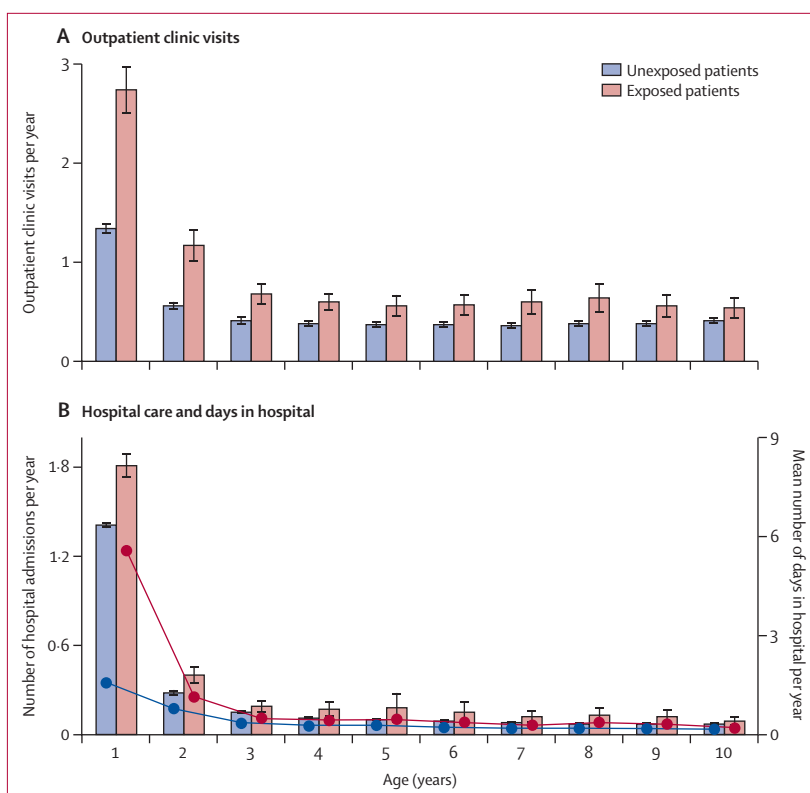 A Outpatient clinic visits
3
2
1
0
Outpatient clinic visits per year
Unexposed patients
Exposed patients
B Hospital care and days in hospital
1·8
1·2
0·6
0
Number of hospital admissions per year
9
6
3
0
Mean number of days in hospital per year
1 2 3 4 5 6 7 8 9 10
Age (years)